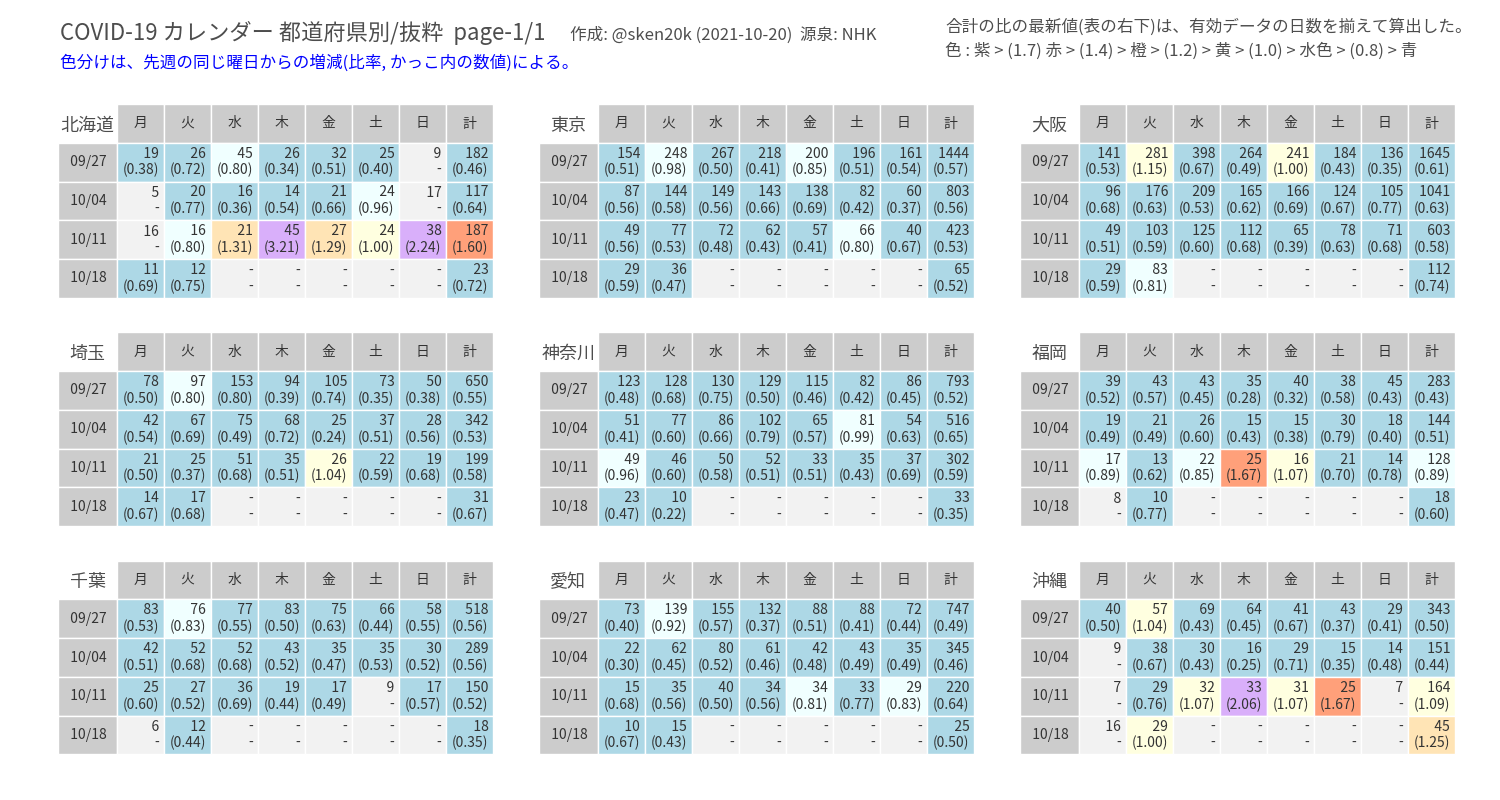 COVID-19 カレンダー 都道府県別/抜粋 page-1/1 作成: @sken20k (2021-10-20) 源泉: NHK
合計の比の最新値(表の右下)は、有効データの日数を揃えて算出した。
色分けは、先週の同じ曜日からの増減(比率, かっこ内の数値)による。
色 : 紫 > (1.7) 赤 > (1.4) > 橙 > (1.2) > 黄 > (1.0) > 水色 > (0.8) > 青
北海道 月 火 水 木 金 土 日 計
09/27 19 26 45 26 32 25 9 182
(0.38) (0.72) (0.80) (0.34) (0.51) (0.40) - (0.46)
10/04 5 20 16 14 21 24 17 117
- (0.77) (0.36) (0.54) (0.66) (0.96) - (0.64)
10/11 16 16 21 45 27 24 38 187
- (0.80) (1.31) (3.21) (1.29) (1.00) (2.24) (1.60)
10/18 11 12 - - - - - 23
(0.69) (0.75) - - - - - (0.72)
東京 月 火 水 木 金 土 日 計
09/27 154 248 267 218 200 196 161 1444
(0.51) (0.98) (0.50) (0.41) (0.85) (0.51) (0.54) (0.57)
10/04 87 144 149 143 138 82 60 803
(0.56) (0.58) (0.56) (0.66) (0.69) (0.42) (0.37) (0.56)
10/11 49 77 72 62 57 66 40 423
(0.56) (0.53) (0.48) (0.43) (0.41) (0.80) (0.67) (0.53)
10/18 29 36 - - - - - 65
(0.59) (0.47) - - - - - (0.52)
大阪 月 火 水 木 金 土 日 計
09/27 141 281 398 264 241 184 136 1645
(0.53) (1.15) (0.67) (0.49) (1.00) (0.43) (0.35) (0.61)
10/04 96 176 209 165 166 124 105 1041
(0.68) (0.63) (0.53) (0.62) (0.69) (0.67) (0.77) (0.63)
10/11 49 103 125 112 65 78 71 603
(0.51) (0.59) (0.60) (0.68) (0.39) (0.63) (0.68) (0.58)
10/18 29 83 - - - - - 112
(0.59) (0.81) - - - - - (0.74)
埼玉 月 火 水 木 金 土 日 計
09/27 78 97 153 94 105 73 50 650
(0.50) (0.80) (0.80) (0.39) (0.74) (0.35) (0.38) (0.55)
10/04 42 67 75 68 25 37 28 342
(0.54) (0.69) (0.49) (0.72) (0.24) (0.51) (0.56) (0.53)
10/11 21 25 51 35 26 22 19 199
(0.50) (0.37) (0.68) (0.51) (1.04) (0.59) (0.68) (0.58)
10/18 14 17 - - - - - 31
(0.67) (0.68) - - - - - (0.67)
神奈川 月 火 水 木 金 土 日 計
09/27 123 128 130 129 115 82 86 793
(0.48) (0.68) (0.75) (0.50) (0.46) (0.42) (0.45) (0.52)
10/04 51 77 86 102 65 81 54 516
(0.41) (0.60) (0.66) (0.79) (0.57) (0.99) (0.63) (0.65)
10/11 49 46 50 52 33 35 37 302
(0.96) (0.60) (0.58) (0.51) (0.51) (0.43) (0.69) (0.59)
10/18 23 10 - - - - - 33
(0.47) (0.22) - - - - - (0.35)
福岡 月 火 水 木 金 土 日 計
09/27 39 43 43 35 40 38 45 283
(0.52) (0.57) (0.45) (0.28) (0.32) (0.58) (0.43) (0.43)
10/04 19 21 26 15 15 30 18 144
(0.49) (0.49) (0.60) (0.43) (0.38) (0.79) (0.40) (0.51)
10/11 17 13 22 25 16 21 14 128
(0.89) (0.62) (0.85) (1.67) (1.07) (0.70) (0.78) (0.89)
10/18 8 10 - - - - - 18
- (0.77) - - - - - (0.60)
千葉 月 火 水 木 金 土 日 計
09/27 83 76 77 83 75 66 58 518
(0.53) (0.83) (0.55) (0.50) (0.63) (0.44) (0.55) (0.56)
10/04 42 52 52 43 35 35 30 289
(0.51) (0.68) (0.68) (0.52) (0.47) (0.53) (0.52) (0.56)
10/11 25 27 36 19 17 9 17 150
(0.60) (0.52) (0.69) (0.44) (0.49) - (0.57) (0.52)
10/18 6 12 - - - - - 18
- (0.44) - - - - - (0.35)
愛知 月 火 水 木 金 土 日 計
09/27 73 139 155 132 88 88 72 747
(0.40) (0.92) (0.57) (0.37) (0.51) (0.41) (0.44) (0.49)
10/04 22 62 80 61 42 43 35 345
(0.30) (0.45) (0.52) (0.46) (0.48) (0.49) (0.49) (0.46)
10/11 15 35 40 34 34 33 29 220
(0.68) (0.56) (0.50) (0.56) (0.81) (0.77) (0.83) (0.64)
10/18 10 15 - - - - - 25
(0.67) (0.43) - - - - - (0.50)
沖縄 月 火 水 木 金 土 日 計
09/27 40 57 69 64 41 43 29 343
(0.50) (1.04) (0.43) (0.45) (0.67) (0.37) (0.41) (0.50)
10/04 9 38 30 16 29 15 14 151
- (0.67) (0.43) (0.25) (0.71) (0.35) (0.48) (0.44)
10/11 7 29 32 33 31 25 7 164
- (0.76) (1.07) (2.06) (1.07) (1.67) - (1.09)
10/18 16 29 - - - - - 45
- (1.00) - - - - - (1.25)